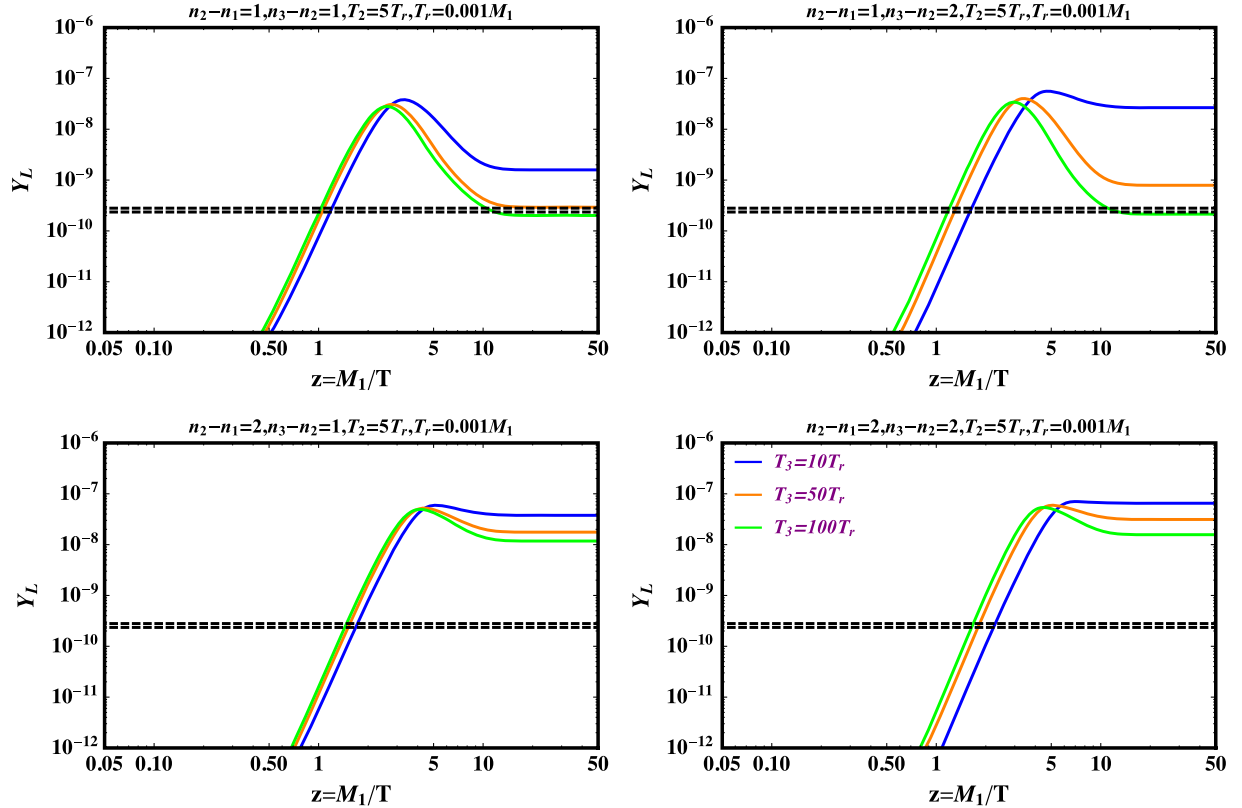 n₂−n₁=1,n₃−n₂=1,T₂=5Tᵣ,Tᵣ=0.001M₁
10⁻⁶
10⁻⁷
10⁻⁸
10⁻⁹
10⁻¹⁰
10⁻¹¹
10⁻¹²
Y_L
0.05 0.10 0.50 1 5 10 50
z=M₁/T
n₂−n₁=1,n₃−n₂=2,T₂=5Tᵣ,Tᵣ=0.001M₁
10⁻⁶
10⁻⁷
10⁻⁸
10⁻⁹
10⁻¹⁰
10⁻¹¹
10⁻¹²
Y_L
0.05 0.10 0.50 1 5 10 50
z=M₁/T
n₂−n₁=2,n₃−n₂=1,T₂=5Tᵣ,Tᵣ=0.001M₁
10⁻⁶
10⁻⁷
10⁻⁸
10⁻⁹
10⁻¹⁰
10⁻¹¹
10⁻¹²
Y_L
0.05 0.10 0.50 1 5 10 50
z=M₁/T
n₂−n₁=2,n₃−n₂=2,T₂=5Tᵣ,Tᵣ=0.001M₁
T₃=10Tᵣ
T₃=50Tᵣ
T₃=100Tᵣ
10⁻⁶
10⁻⁷
10⁻⁸
10⁻⁹
10⁻¹⁰
10⁻¹¹
10⁻¹²
Y_L
0.05 0.10 0.50 1 5 10 50
z=M₁/T